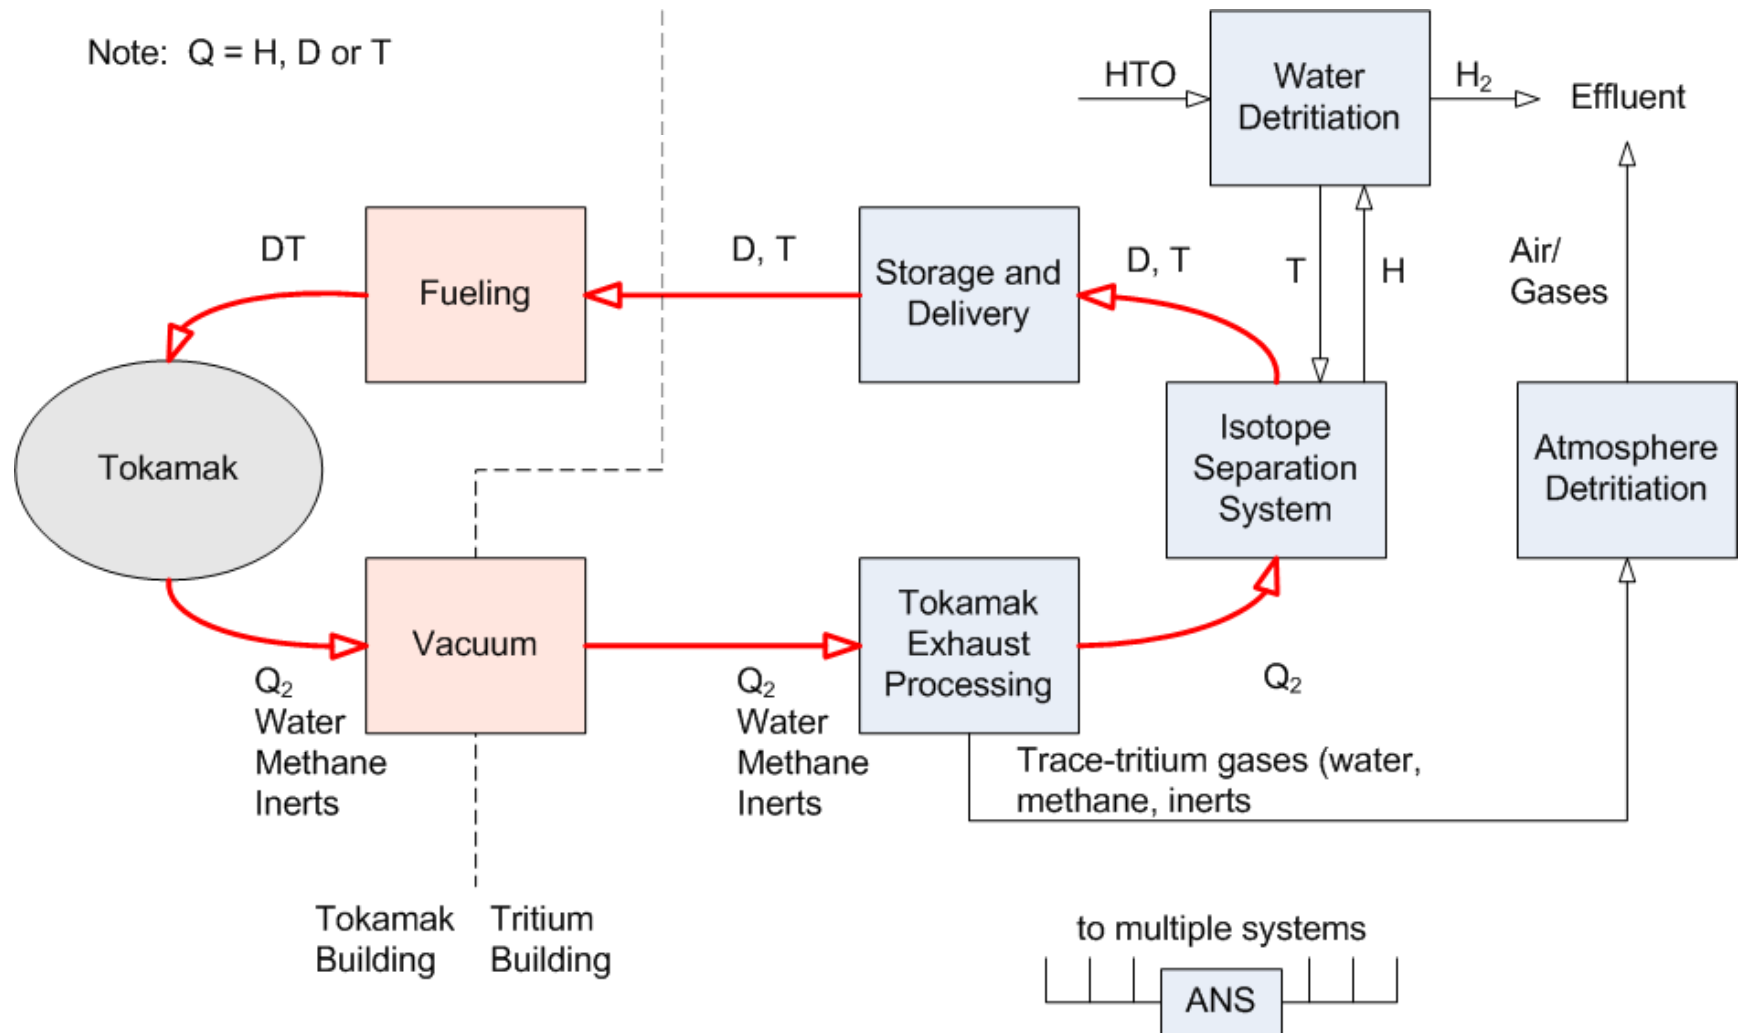 Note:  Q = H, D or T
HTO
Water
Detritiation
H₂
Effluent
DT
Fueling
D, T
Storage and
Delivery
D, T
T
H
Air/
Gases
Tokamak
Isotope
Separation
System
Atmosphere
Detritiation
Vacuum
Tokamak
Exhaust
Processing
Q₂
Water
Methane
Inerts
Q₂
Water
Methane
Inerts
Q₂
Trace-tritium gases (water,
methane, inerts
Tokamak
Building
Tritium
Building
to multiple systems
ANS